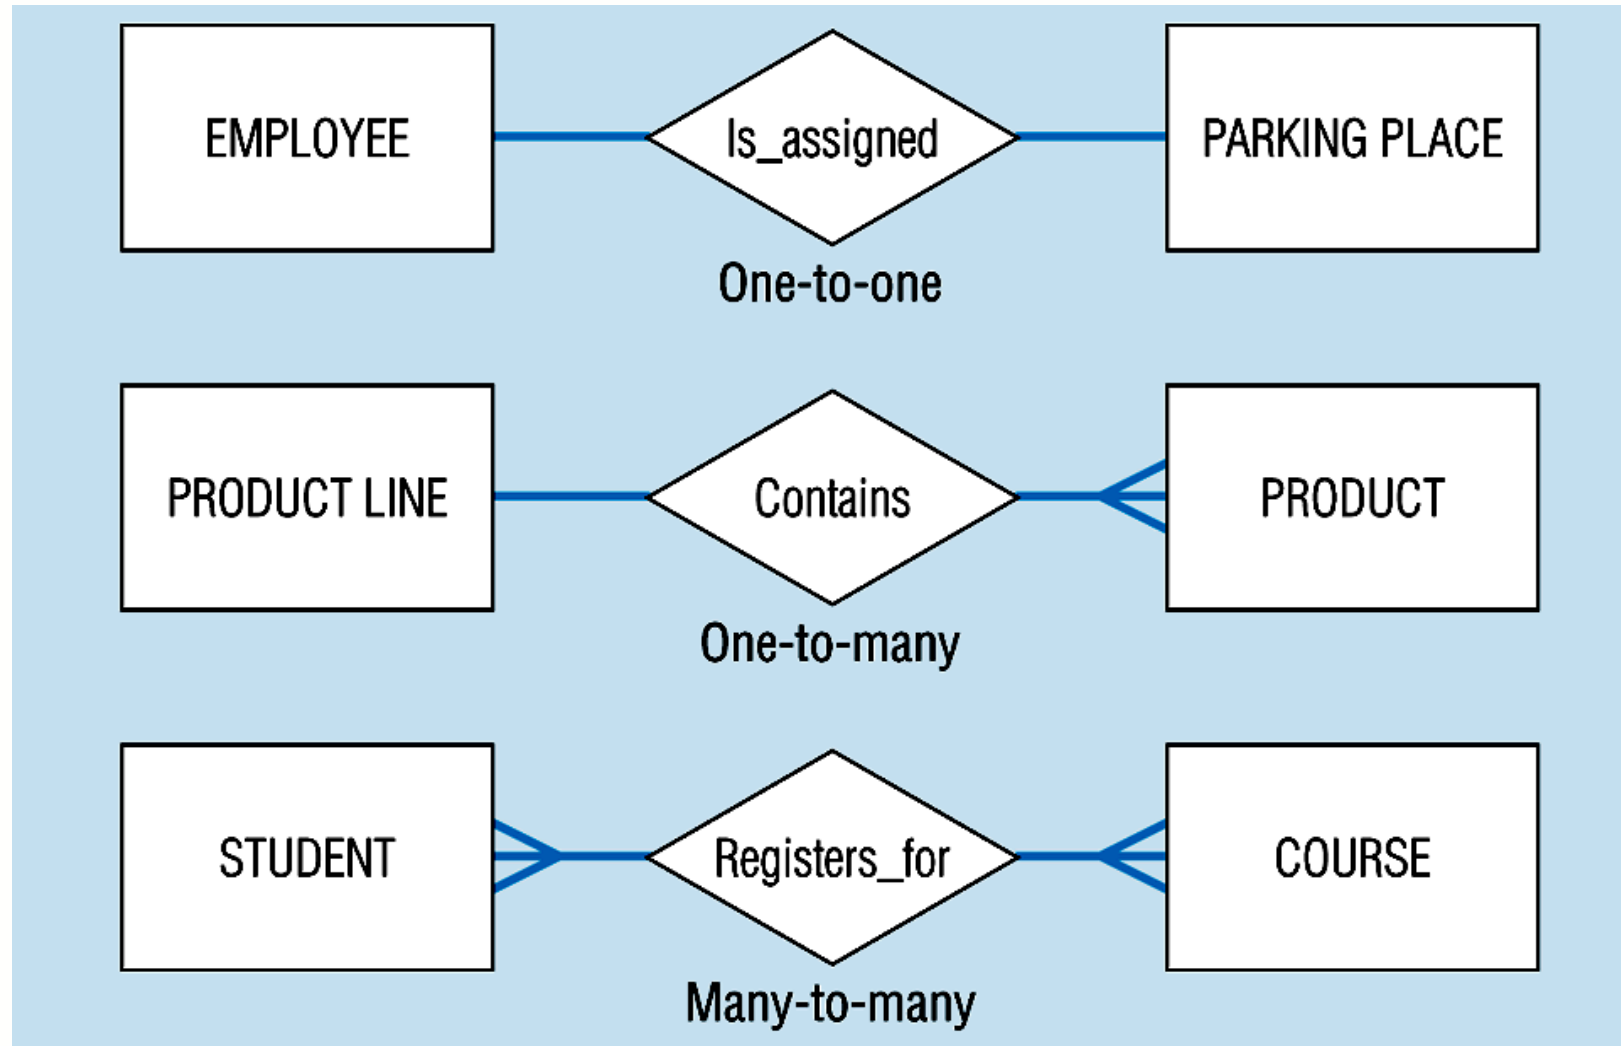 EMPLOYEE Is_assigned PARKING PLACE
One-to-one
PRODUCT LINE Contains PRODUCT
One-to-many
STUDENT Registers_for COURSE
Many-to-many